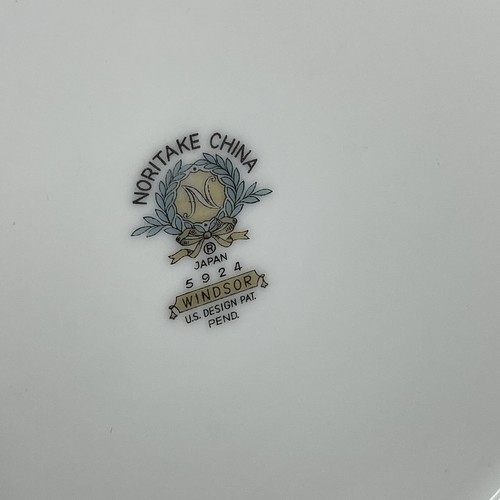 NORITAKE CHINA
N
®
JAPAN
5924
WINDSOR
U.S. DESIGN PAT.
PEND.